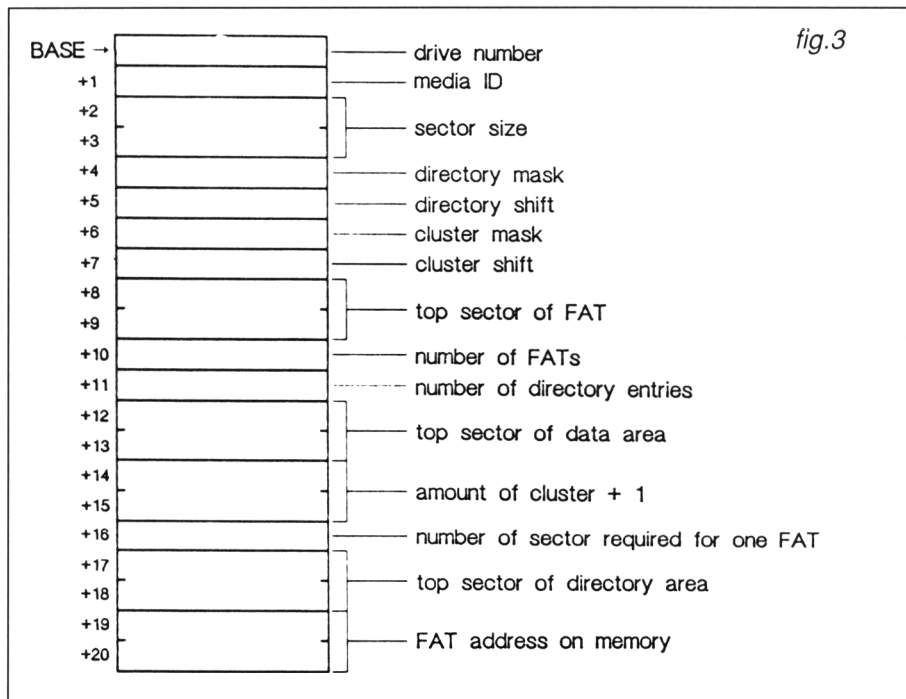 fig.3
BASE → drive number
+1 media ID
+2
sector size
+3
+4 directory mask
+5 directory shift
+6 cluster mask
+7 cluster shift
+8
top sector of FAT
+9
+10 number of FATs
+11 number of directory entries
+12
top sector of data area
+13
+14
amount of cluster + 1
+15
+16 number of sector required for one FAT
+17
top sector of directory area
+18
+19
FAT address on memory
+20